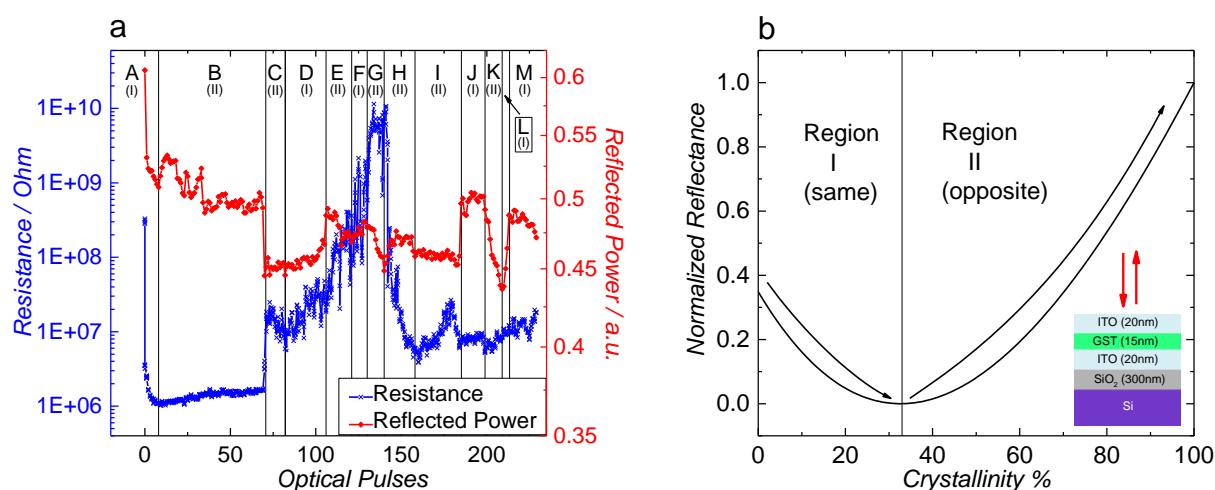 a
A
(I)
B
(II)
C
(II)
D
(I)
E
(II)
F
(I)
G
(II)
H
(II)
I
(II)
J
(I)
K
(II)
L
(I)
M
(I)
1E+10
1E+09
1E+08
1E+07
1E+06
Resistance / Ohm
0.6
0.55
0.5
0.45
0.4
0.35
Reflected Power / a.u.
Resistance
Reflected Power
0 50 100 150 200
Optical Pulses
b
1.0
0.8
0.6
0.4
0.2
0.0
Normalized Reflectance
Region
I
(same)
Region
II
(opposite)
ITO (20nm)
GST (15nm)
ITO (20nm)
SiO₂ (300nm)
Si
0 20 40 60 80 100
Crystallinity %